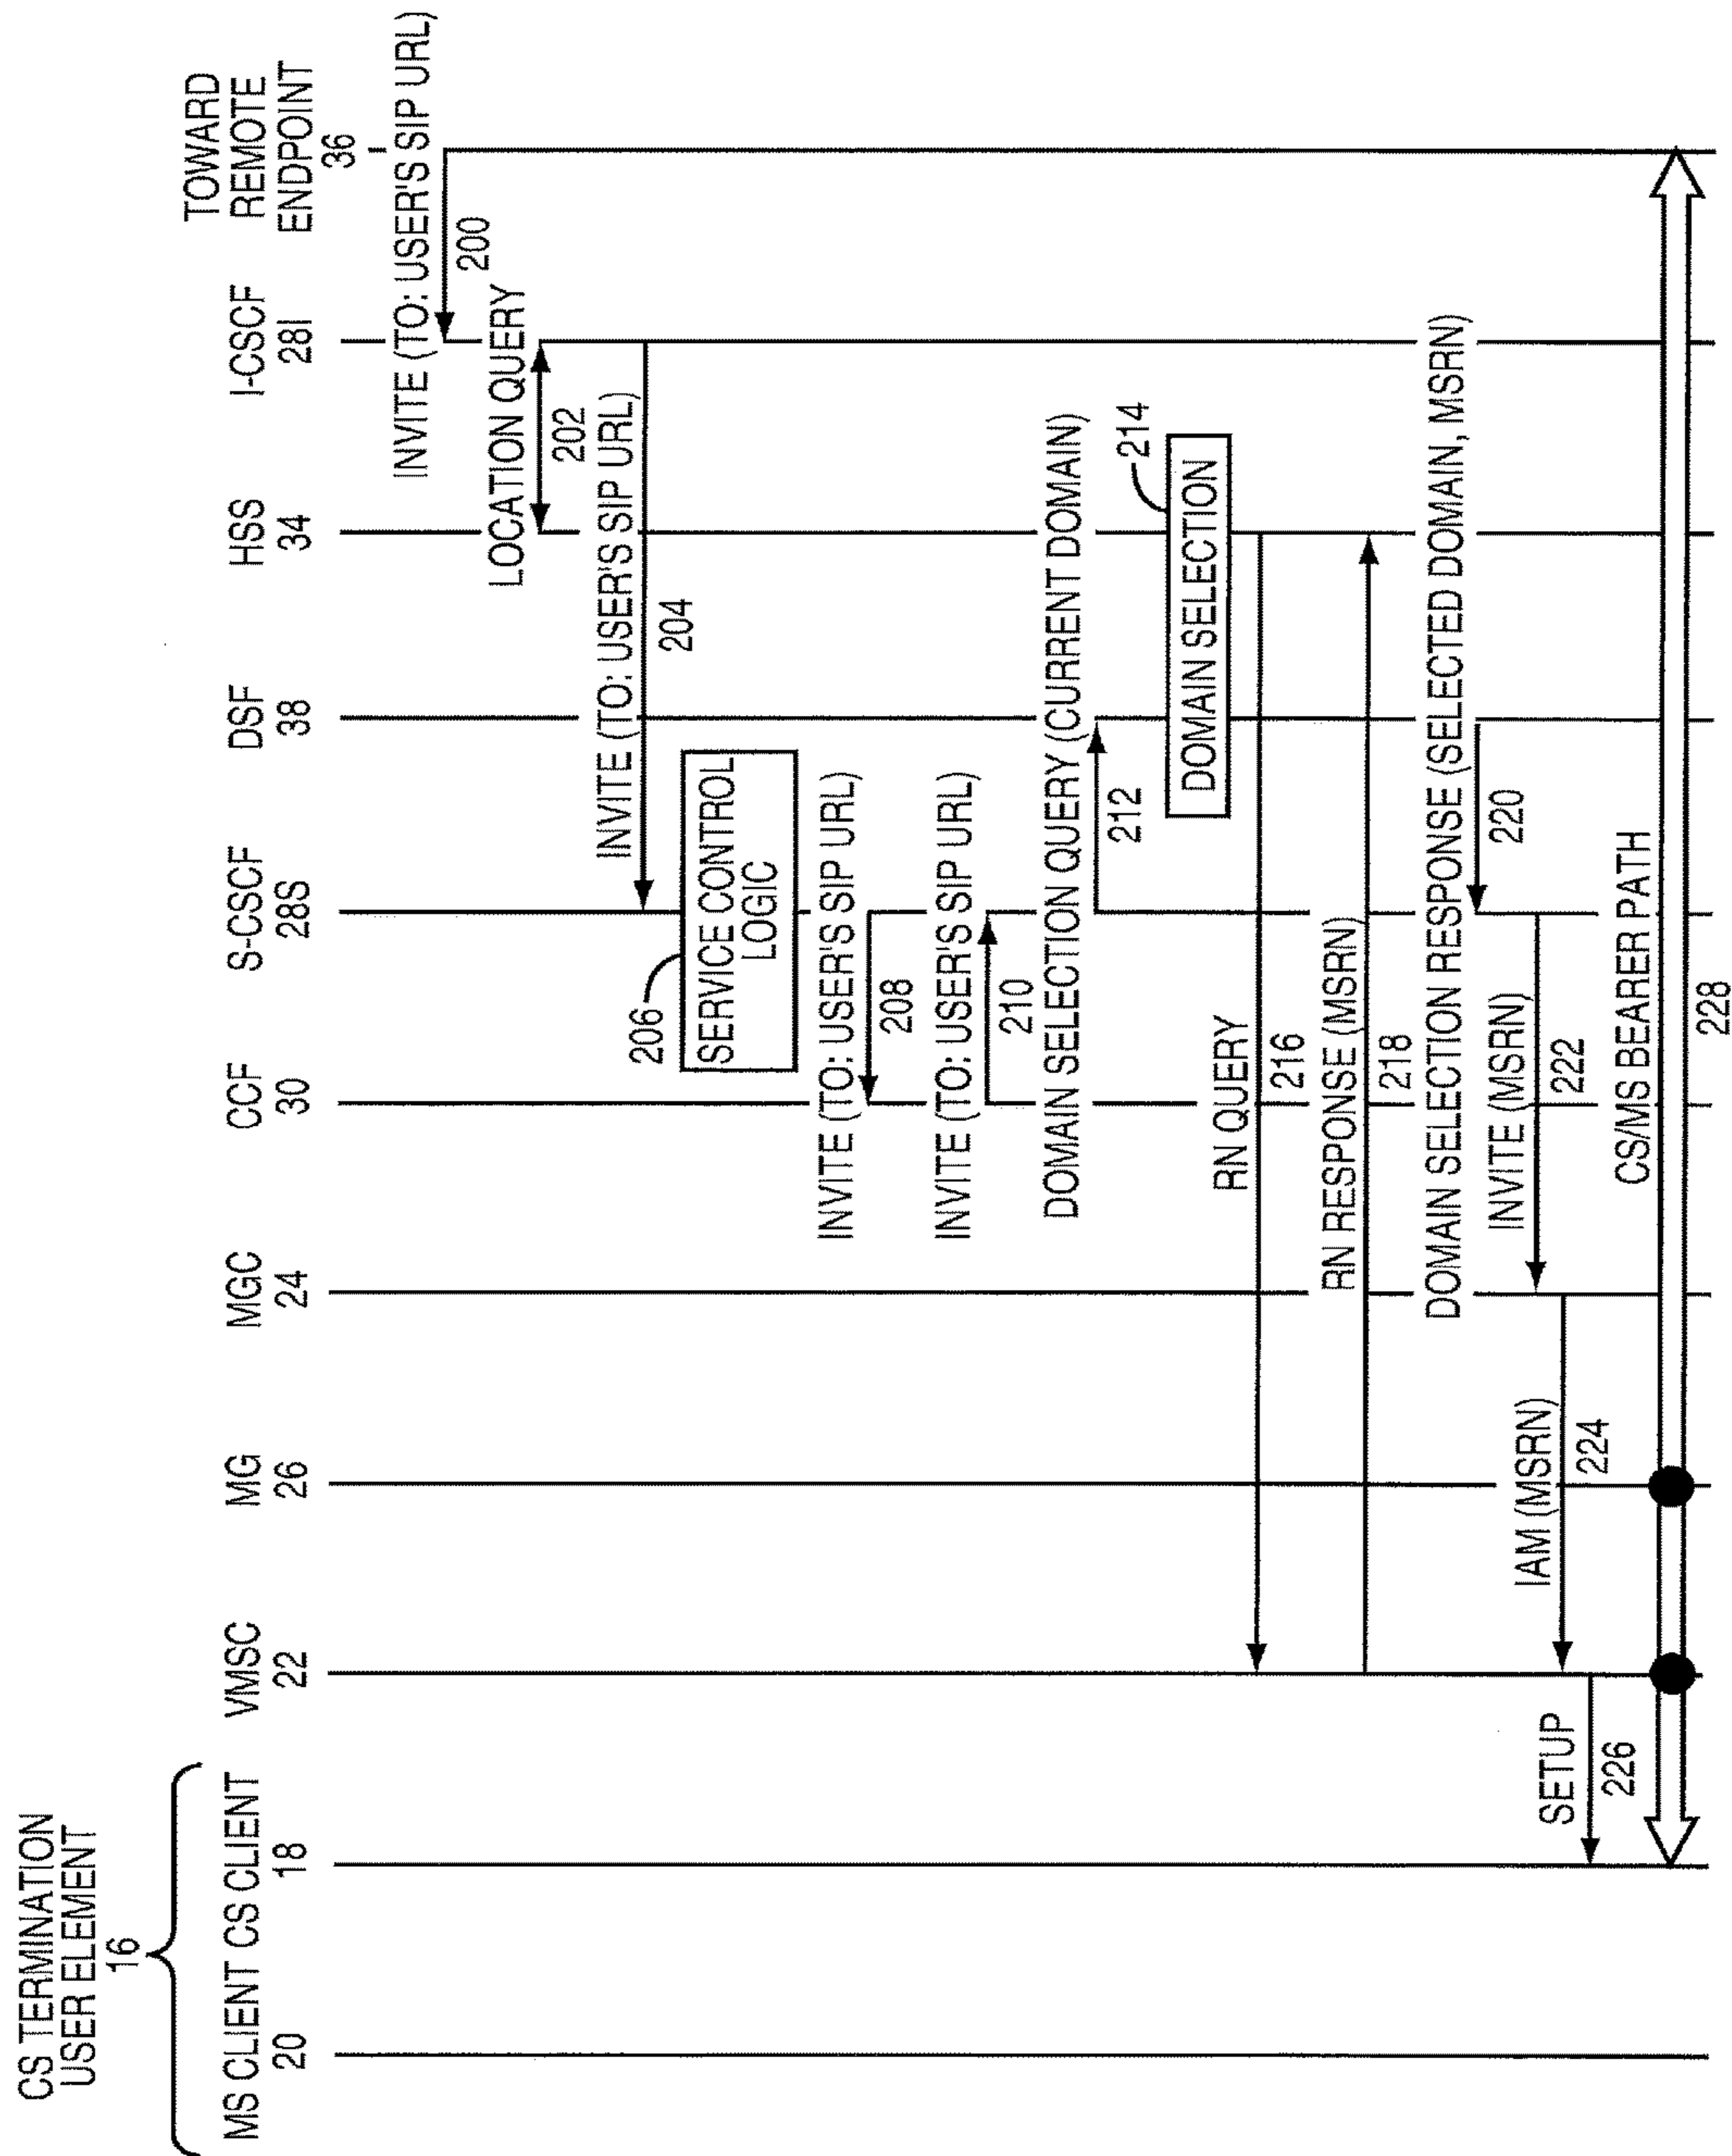 CS TERMINATION
USER ELEMENT
16
MS CLIENT
20
CS CLIENT
18
VMSC
22
MG
26
MGC
24
CCF
30
S-CSCF
28S
DSF
38
HSS
34
I-CSCF
28I
TOWARD
REMOTE
ENDPOINT
36
INVITE (TO: USER'S SIP URL)
200
LOCATION QUERY
202
INVITE (TO: USER'S SIP URL)
204
206
SERVICE CONTROL
LOGIC
INVITE (TO: USER'S SIP URL)
208
INVITE (TO: USER'S SIP URL)
210
DOMAIN SELECTION QUERY (CURRENT DOMAIN)
212
214
DOMAIN SELECTION
RN QUERY
216
RN RESPONSE (MSRN)
218
DOMAIN SELECTION RESPONSE (SELECTED DOMAIN, MSRN)
220
INVITE (MSRN)
222
IAM (MSRN)
224
SETUP
226
CS/MS BEARER PATH
228